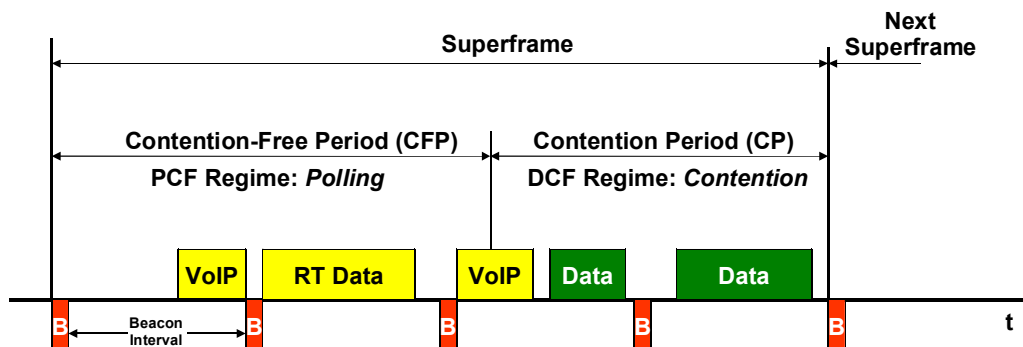 Superframe
Next
Superframe
Contention-Free Period (CFP)
Contention Period (CP)
PCF Regime: Polling
DCF Regime: Contention
VoIP
RT Data
VoIP
Data
Data
B
Beacon
Interval
B
B
B
B
t